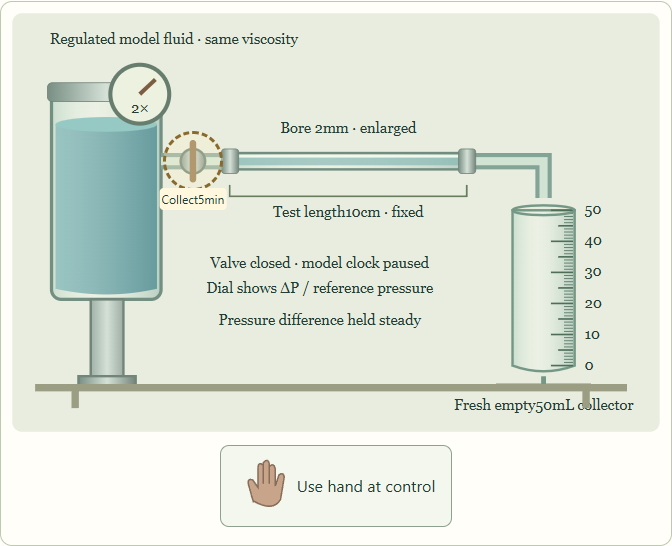 Regulated model fluid · same viscosity
2×
Bore 2mm · enlarged
Collect5min
Test length10cm · fixed
50
40
30
20
10
0
Valve closed · model clock paused
Dial shows ΔP / reference pressure
Pressure difference held steady
Fresh empty50mL collector
Use hand at control